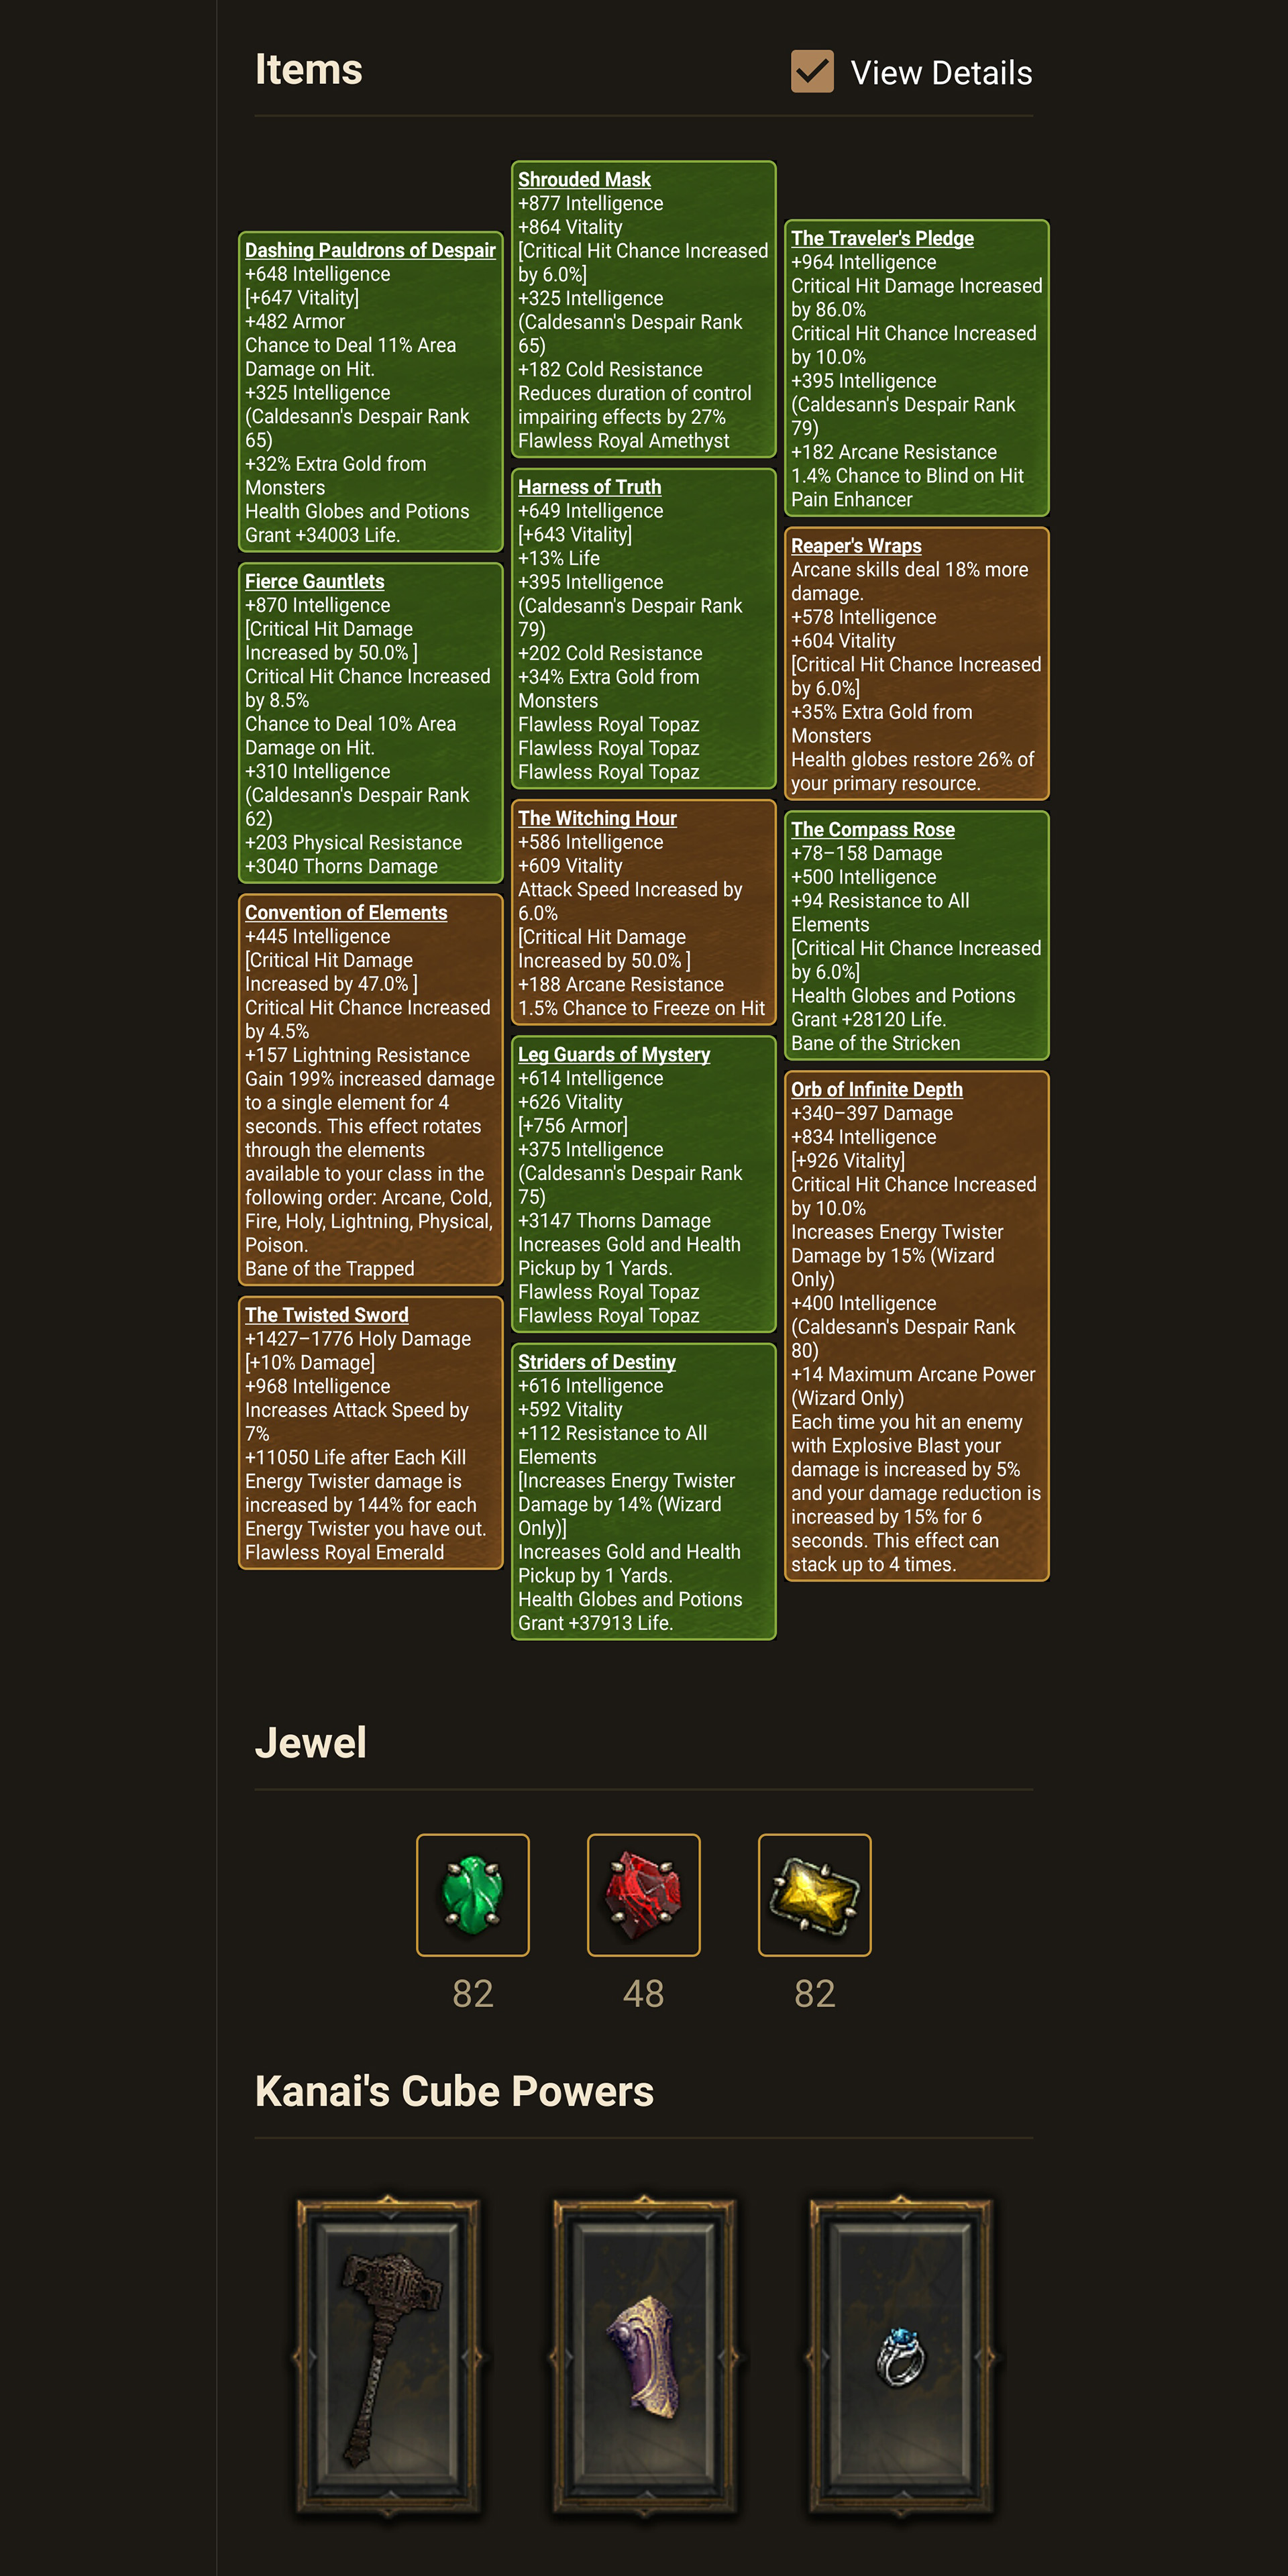 Items
View Details
Shrouded Mask
+877 Intelligence
+864 Vitality
[Critical Hit Chance Increased
by 6.0%]
+325 Intelligence
(Caldesann's Despair Rank
65)
+182 Cold Resistance
Reduces duration of control
impairing effects by 27%
Flawless Royal Amethyst
Dashing Pauldrons of Despair
+648 Intelligence
[+647 Vitality]
+482 Armor
Chance to Deal 11% Area
Damage on Hit.
+325 Intelligence
(Caldesann's Despair Rank
65)
+32% Extra Gold from
Monsters
Health Globes and Potions
Grant +34003 Life.
The Traveler's Pledge
+964 Intelligence
Critical Hit Damage Increased
by 86.0%
Critical Hit Chance Increased
by 10.0%
+395 Intelligence
(Caldesann's Despair Rank
79)
+182 Arcane Resistance
1.4% Chance to Blind on Hit
Pain Enhancer
Fierce Gauntlets
+870 Intelligence
[Critical Hit Damage
Increased by 50.0% ]
Critical Hit Chance Increased
by 8.5%
Chance to Deal 10% Area
Damage on Hit.
+310 Intelligence
(Caldesann's Despair Rank
62)
+203 Physical Resistance
+3040 Thorns Damage
Harness of Truth
+649 Intelligence
[+643 Vitality]
+13% Life
+395 Intelligence
(Caldesann's Despair Rank
79)
+202 Cold Resistance
+34% Extra Gold from
Monsters
Flawless Royal Topaz
Flawless Royal Topaz
Flawless Royal Topaz
Reaper's Wraps
Arcane skills deal 18% more
damage.
+578 Intelligence
+604 Vitality
[Critical Hit Chance Increased
by 6.0%]
+35% Extra Gold from
Monsters
Health globes restore 26% of
your primary resource.
Convention of Elements
+445 Intelligence
[Critical Hit Damage
Increased by 47.0% ]
Critical Hit Chance Increased
by 4.5%
+157 Lightning Resistance
Gain 199% increased damage
to a single element for 4
seconds. This effect rotates
through the elements
available to your class in the
following order: Arcane, Cold,
Fire, Holy, Lightning, Physical,
Poison.
Bane of the Trapped
The Witching Hour
+586 Intelligence
+609 Vitality
Attack Speed Increased by
6.0%
[Critical Hit Damage
Increased by 50.0% ]
+188 Arcane Resistance
1.5% Chance to Freeze on Hit
The Compass Rose
+78–158 Damage
+500 Intelligence
+94 Resistance to All
Elements
[Critical Hit Chance Increased
by 6.0%]
Health Globes and Potions
Grant +28120 Life.
Bane of the Stricken
The Twisted Sword
+1427–1776 Holy Damage
[+10% Damage]
+968 Intelligence
Increases Attack Speed by
7%
+11050 Life after Each Kill
Energy Twister damage is
increased by 144% for each
Energy Twister you have out.
Flawless Royal Emerald
Leg Guards of Mystery
+614 Intelligence
+626 Vitality
[+756 Armor]
+375 Intelligence
(Caldesann's Despair Rank
75)
+3147 Thorns Damage
Increases Gold and Health
Pickup by 1 Yards.
Flawless Royal Topaz
Flawless Royal Topaz
Orb of Infinite Depth
+340–397 Damage
+834 Intelligence
[+926 Vitality]
Critical Hit Chance Increased
by 10.0%
Increases Energy Twister
Damage by 15% (Wizard
Only)
+400 Intelligence
(Caldesann's Despair Rank
80)
+14 Maximum Arcane Power
(Wizard Only)
Each time you hit an enemy
with Explosive Blast your
damage is increased by 5%
and your damage reduction is
increased by 15% for 6
seconds. This effect can
stack up to 4 times.
Striders of Destiny
+616 Intelligence
+592 Vitality
+112 Resistance to All
Elements
[Increases Energy Twister
Damage by 14% (Wizard
Only)]
Increases Gold and Health
Pickup by 1 Yards.
Health Globes and Potions
Grant +37913 Life.
Jewel
82
48
82
Kanai's Cube Powers